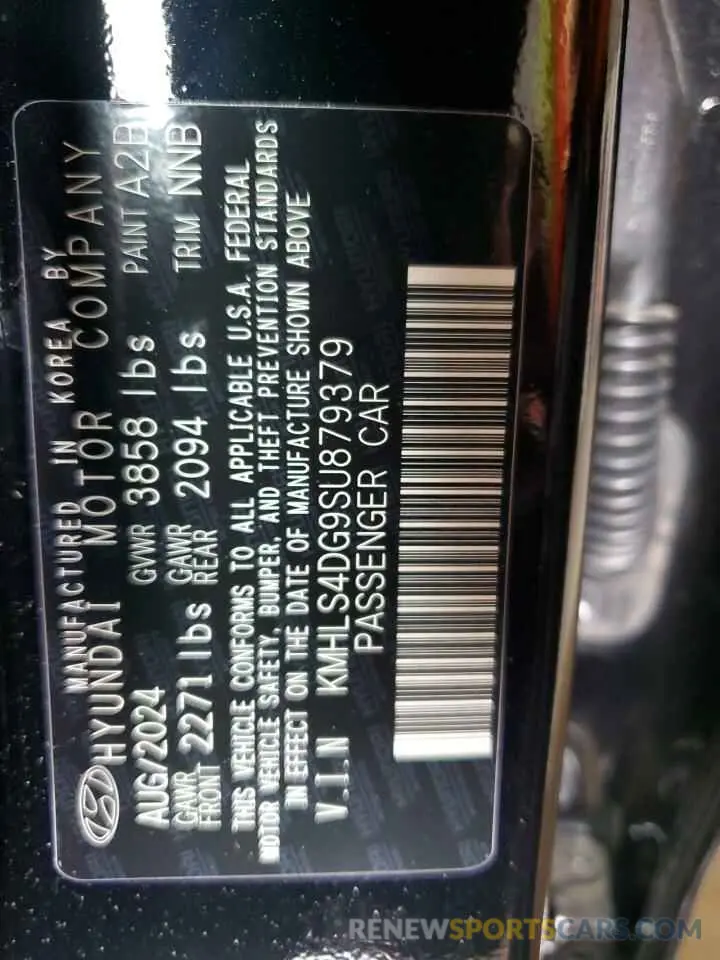 MANUFACTURED IN KOREA BY
HYUNDAI MOTOR COMPANY
AUG/2024 GVWR 3858 lbs PAINT A2B
GAWR FRONT 2271 lbs GAWR REAR 2094 lbs TRIM NNB
THIS VEHICLE CONFORMS TO ALL APPLICABLE U.S.A. FEDERAL
MOTOR VEHICLE SAFETY, BUMPER, AND THEFT PREVENTION STANDARDS
IN EFFECT ON THE DATE OF MANUFACTURE SHOWN ABOVE
V.I.N KMHLS4DG9SU879379
PASSENGER CAR
RENEWSPORTSCARS.COM